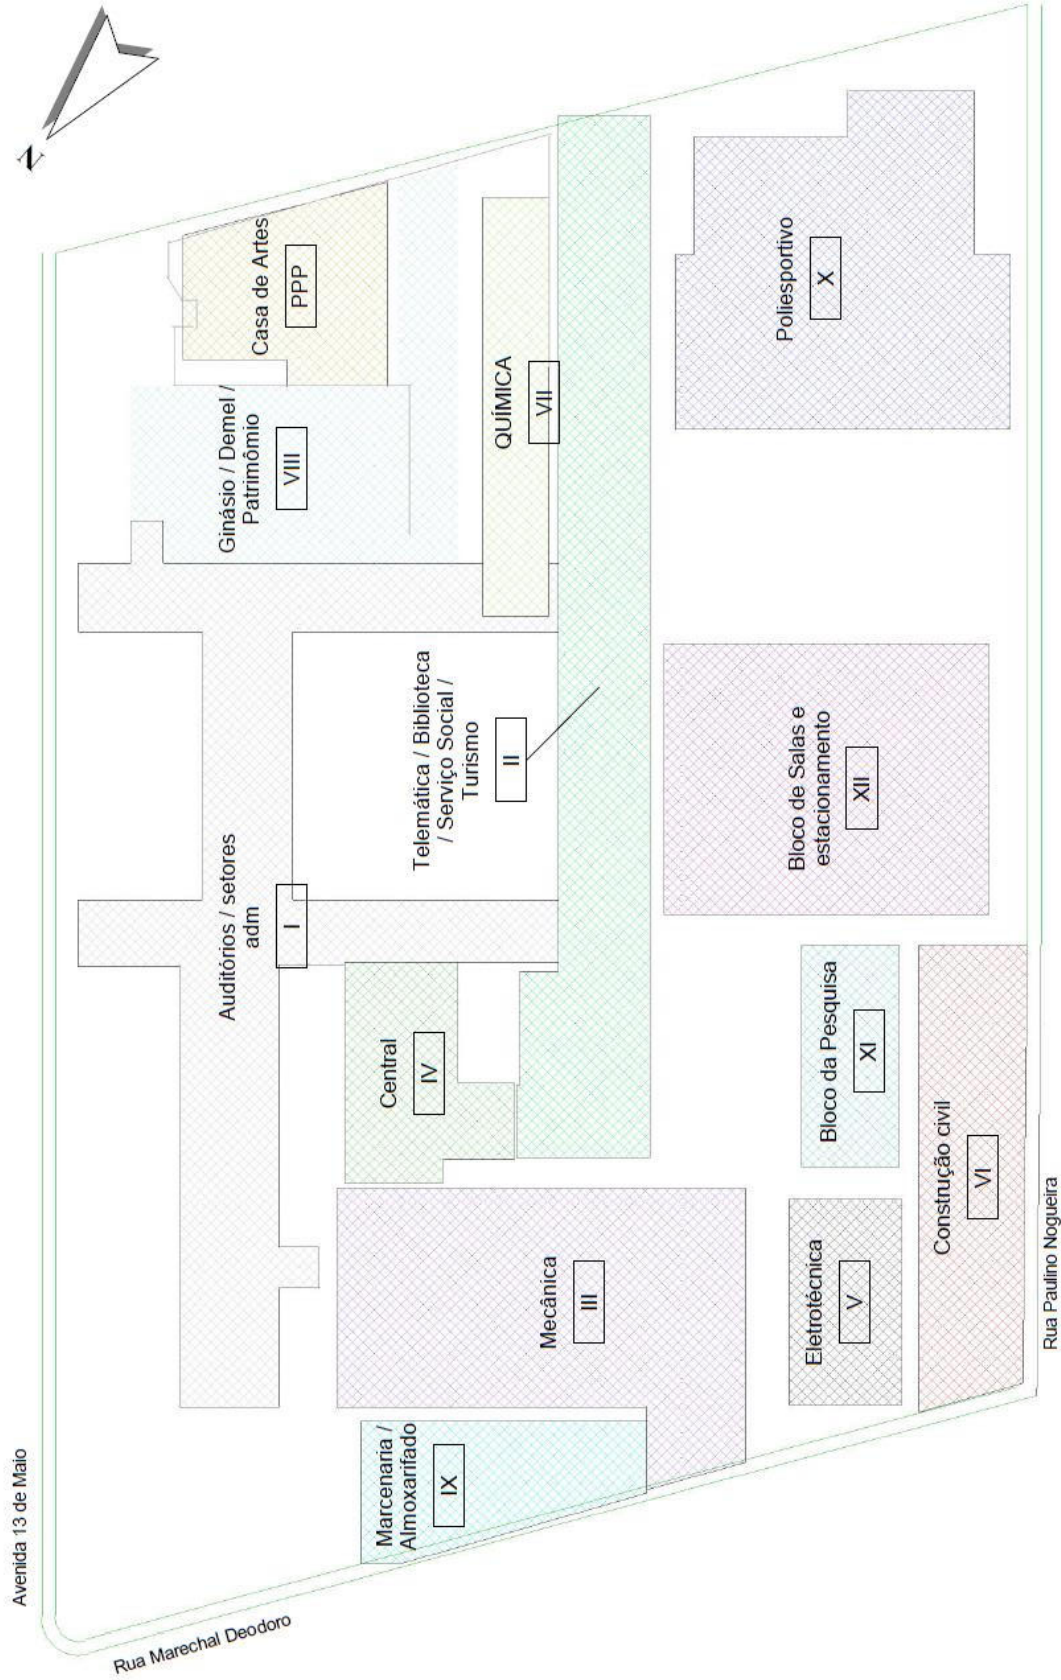 N
Avenida 13 de Maio
Rua Marechal Deodoro
Rua Paulino Nogueira
Marcenaria /
Almoxarifado
IX
Mecânica
III
Eletrotécnica
V
Construção civil
VI
Bloco da Pesquisa
XI
Central
IV
Auditórios / setores
adm
I
Telemática / Biblioteca
/ Serviço Social /
Turismo
II
Bloco de Salas e
estacionamento
XII
Ginásio / Demel /
Patrimômio
VIII
QUÍMICA
VII
Casa de Artes
PPP
Poliesportivo
X